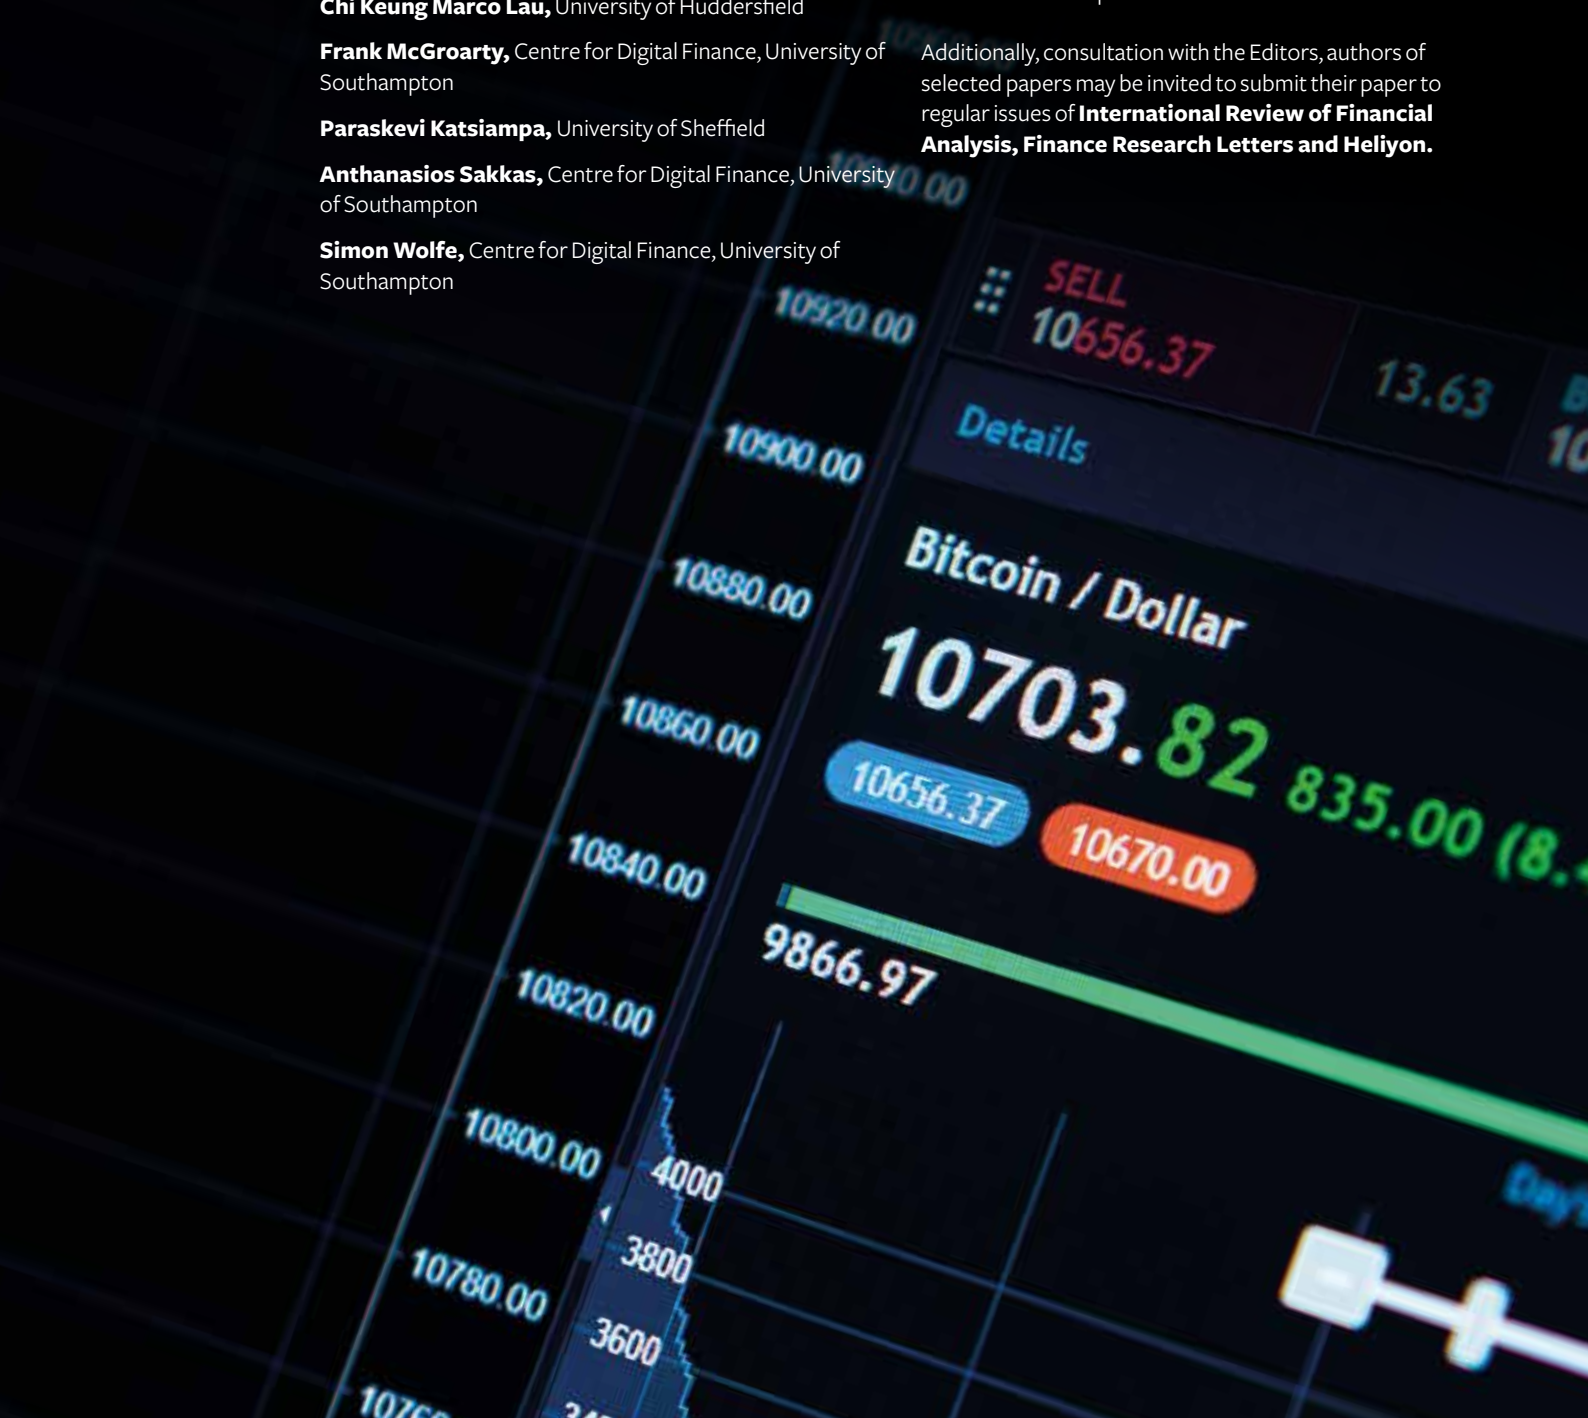 Chi Keung Marco Lau, University of Huddersfield
Frank McGroarty, Centre for Digital Finance, University of
Southampton
Paraskevi Katsiampa, University of Sheffield
Anthanasios Sakkas, Centre for Digital Finance, University
of Southampton
Simon Wolfe, Centre for Digital Finance, University of
Southampton
Additionally, consultation with the Editors, authors of
selected papers may be invited to submit their paper to
regular issues of International Review of Financial
Analysis, Finance Research Letters and Heliyon.
10940.00
10920.00
10900.00
10880.00
10860.00
10840.00
10820.00
10800.00
10780.00
SELL
10656.37
13.63
Details
Bitcoin / Dollar
10703.82 835.00 (8.
10656.37 10670.00
9866.97
4000
3800
3600